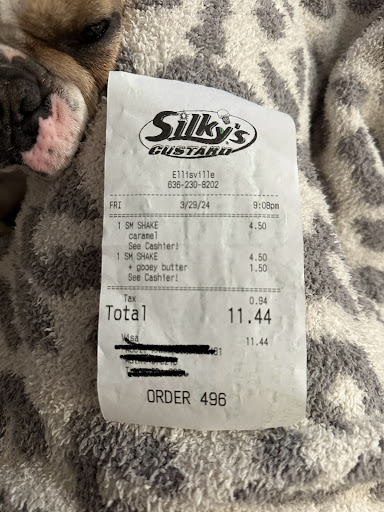 Silky's
CUSTARD
Ellisville
636-230-8202
FRI 3/29/24 9:08pm
1 SM SHAKE 4.50
caramel
See Cashier!
1 SM SHAKE 4.50
+ gooey butter 1.50
See Cashier!
Tax 0.94
Total 11.44
Visa 11.44
ORDER 496